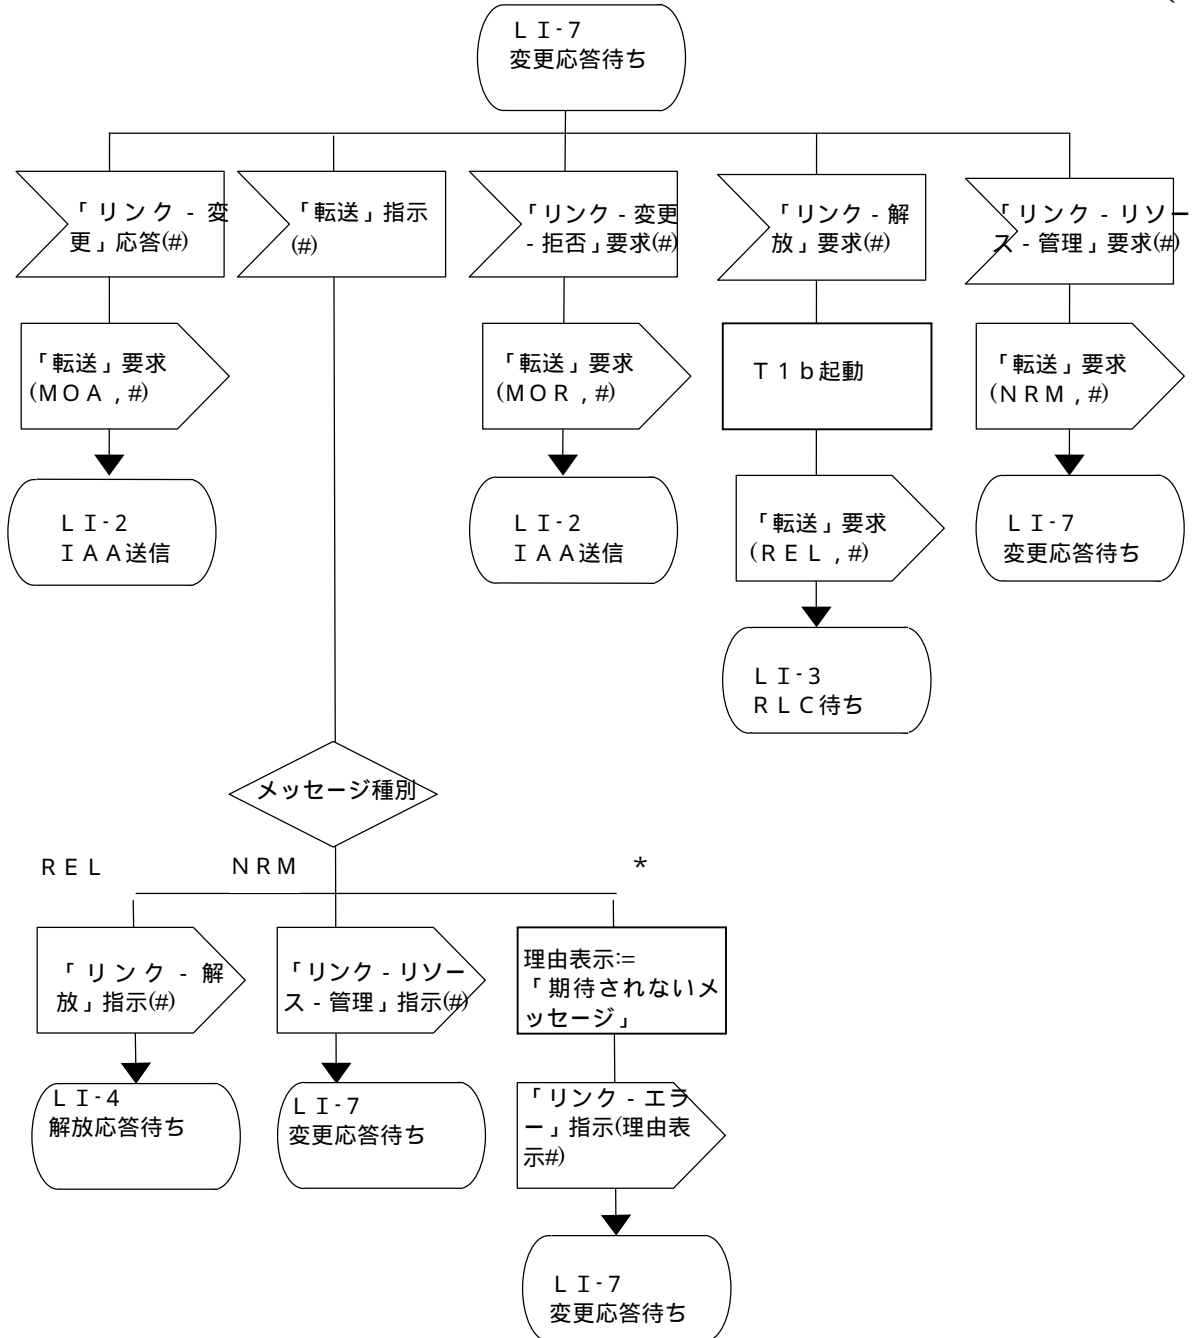 ＬＩ-7
変更応答待ち
「リンク - 変
更」応答(#)
「転送」指示
(#)
「リンク - 変更
- 拒否」要求(#)
「リンク - 解
放」要求(#)
「リンク - リソー
ス - 管理」要求(#)
「転送」要求
(ＭＯＡ , #)
「転送」要求
(ＭＯＲ , #)
Ｔ１ｂ起動
「転送」要求
(ＮＲＭ , #)
ＬＩ-2
ＩＡＡ送信
ＬＩ-2
ＩＡＡ送信
「転送」要求
(ＲＥＬ , #)
ＬＩ-7
変更応答待ち
ＬＩ-3
ＲＬＣ待ち
メッセージ種別
ＲＥＬ
ＮＲＭ
*
「リンク - 解
放」指示(#)
「リンク - リソー
ス - 管理」指示(#)
理由表示:=
「期待されないメ
ッセージ」
ＬＩ-4
解放応答待ち
ＬＩ-7
変更応答待ち
「リンク - エラ
ー」指示(理由表
示#)
ＬＩ-7
変更応答待ち